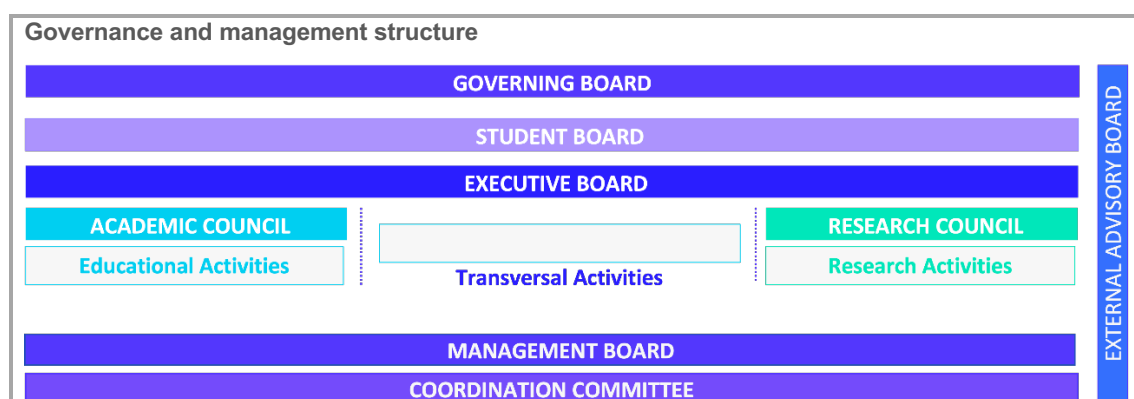 Governance and management structure
GOVERNING BOARD
STUDENT BOARD
EXECUTIVE BOARD
ACADEMIC COUNCIL
RESEARCH COUNCIL
Educational Activities
Transversal Activities
Research Activities
MANAGEMENT BOARD
COORDINATION COMMITTEE
EXTERNAL ADVISORY BOARD